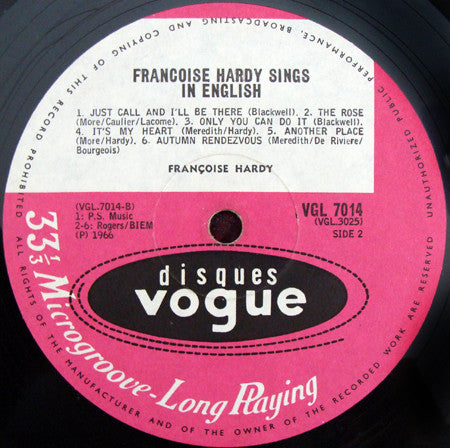 FRANCOISE HARDY SINGS
IN ENGLISH
1. JUST CALL AND I'LL BE THERE (Blackwell). 2. THE ROSE
(More/Caulier/Lacome). 3. ONLY YOU CAN DO IT (Blackwell).
4. IT'S MY HEART (Meredith/Hardy). 5. ANOTHER PLACE
(More/Hardy). 6. AUTUMN RENDEZVOUS (Meredith/De Riviere/
Bourgeois)
FRANÇOISE HARDY
(VGL.7014-B)
1: P.S. Music
2-6: Rogers/BIEM
(P) 1966
VGL 7014
(VGL.3025)
SIDE 2
disques
vogue
33⅓ Microgroove-Long Playing
ALL RIGHTS OF THE MANUFACTURER AND OF THE OWNER OF THE RECORDED WORK ARE RESERVED
UNAUTHORIZED PUBLIC PERFORMANCE, BROADCASTING AND COPYING OF THIS RECORD PROHIBITED